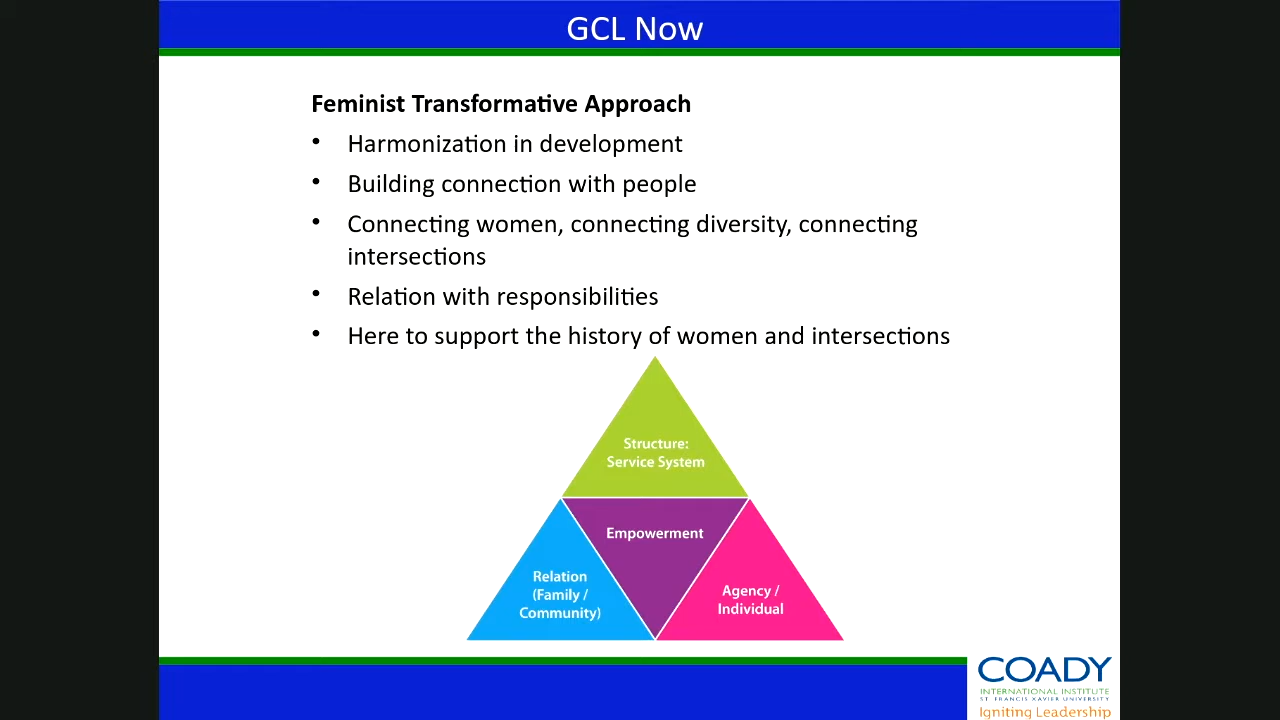 GCL Now
Feminist Transformative Approach
• Harmonization in development
• Building connection with people
• Connecting women, connecting diversity, connecting
intersections
• Relation with responsibilities
• Here to support the history of women and intersections
Structure:
Service System
Empowerment
Relation
(Family /
Community)
Agency /
Individual
COADY
INTERNATIONAL INSTITUTE
ST. FRANCIS XAVIER UNIVERSITY
Igniting Leadership